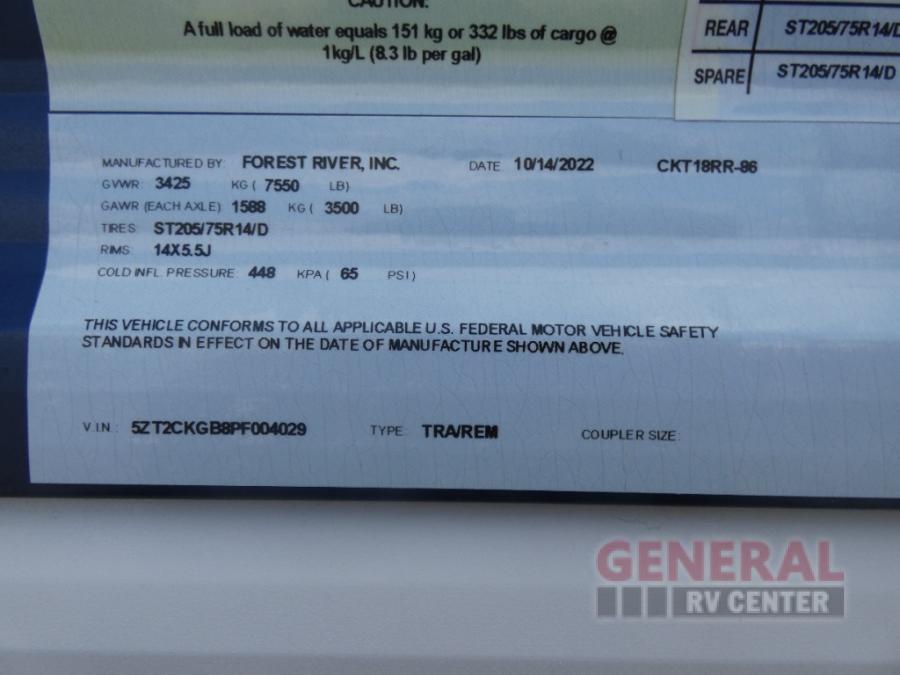 CAUTION:
A full load of water equals 151 kg or 332 lbs of cargo @
1kg/L (8.3 lb per gal)
REAR ST205/75R14/D
SPARE ST205/75R14/D
MANUFACTURED BY: FOREST RIVER, INC. DATE: 10/14/2022 CKT18RR-86
GVWR: 3425 KG ( 7550 LB)
GAWR (EACH AXLE) 1588 KG ( 3500 LB)
TIRES: ST205/75R14/D
RIMS: 14X5.5J
COLD INFL. PRESSURE: 448 KPA ( 65 PSI)
THIS VEHICLE CONFORMS TO ALL APPLICABLE U.S. FEDERAL MOTOR VEHICLE SAFETY
STANDARDS IN EFFECT ON THE DATE OF MANUFACTURE SHOWN ABOVE.
V.I.N.: 5ZT2CKGB8PF004029 TYPE: TRA/REM COUPLER SIZE:
GENERAL
RV CENTER